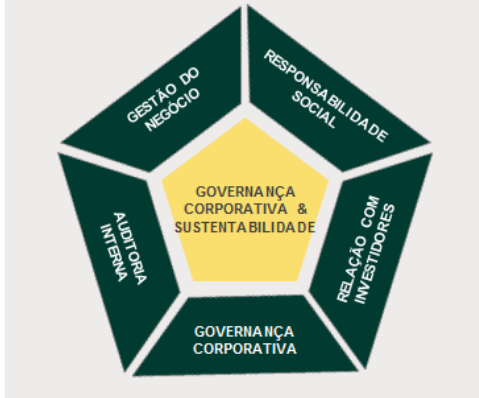 GESTÃO DO
NEGÓCIO
RESPONSABILIDADE
SOCIAL
GOVERNANÇA
CORPORATIVA &
SUSTENTABILIDADE
AUDITORIA
INTERNA
RELAÇÃO COM
INVESTIDORES
GOVERNANÇA
CORPORATIVA